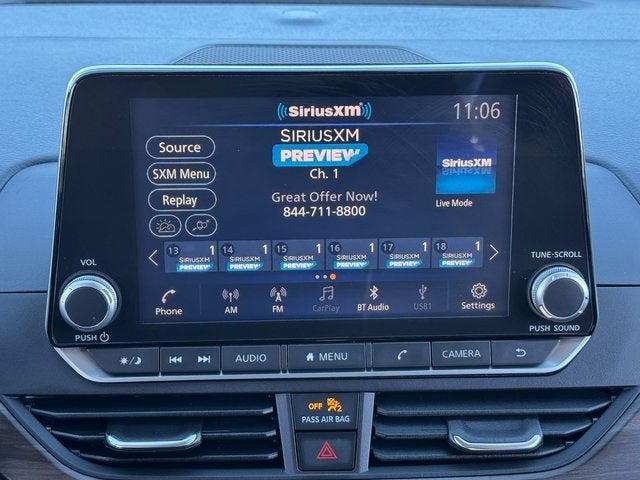 SiriusXM 11:06
SIRIUSXM
PREVIEW
Ch. 1
Great Offer Now!
844-711-8800
Source
SXM Menu
Replay
SiriusXM
Live Mode
13 1 14 1 15 1 16 1 17 1 18 1
SIRIUSXM SIRIUSXM SIRIUSXM SIRIUSXM SIRIUSXM SIRIUSXM
PREVIEW PREVIEW PREVIEW PREVIEW PREVIEW PREVIEW
Phone AM FM CarPlay BT Audio USB1 Settings
VOL
PUSH
TUNE-SCROLL
PUSH SOUND
AUDIO MENU CAMERA
OFF 2
PASS AIR BAG